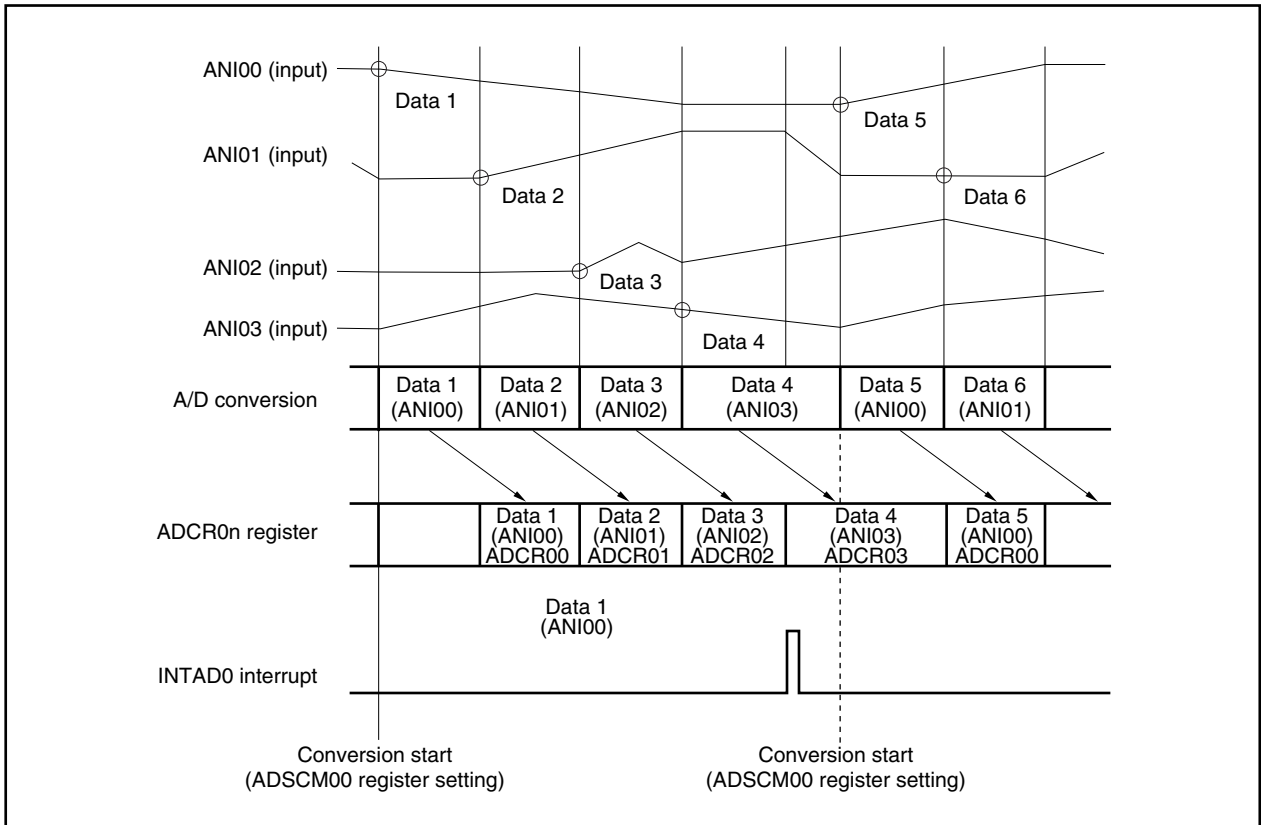 ANI00 (input)
Data 1
Data 5
ANI01 (input)
Data 2
Data 6
ANI02 (input)
Data 3
ANI03 (input)
Data 4
A/D conversion
Data 1
(ANI00)
Data 2
(ANI01)
Data 3
(ANI02)
Data 4
(ANI03)
Data 5
(ANI00)
Data 6
(ANI01)
ADCR0n register
Data 1
(ANI00)
ADCR00
Data 2
(ANI01)
ADCR01
Data 3
(ANI02)
ADCR02
Data 4
(ANI03)
ADCR03
Data 5
(ANI00)
ADCR00
Data 1
(ANI00)
INTAD0 interrupt
Conversion start
(ADSCM00 register setting)
Conversion start
(ADSCM00 register setting)